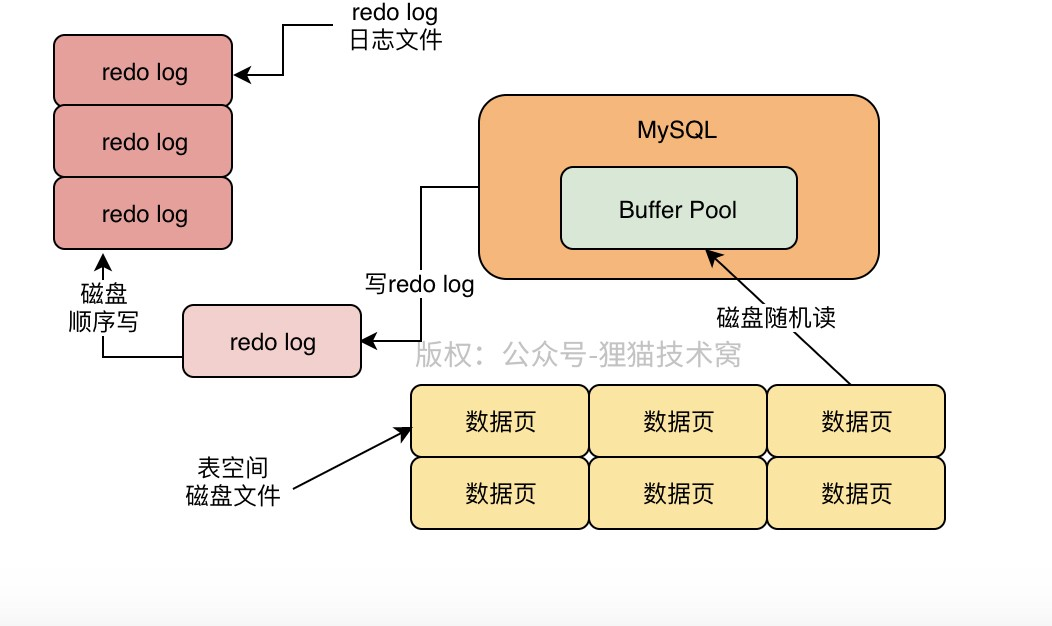 redo log
日志文件
redo log
redo log
redo log
MySQL
Buffer Pool
写redo log
磁盘
顺序写
磁盘随机读
redo log
版权：公众号-狸猫技术窝
数据页
数据页
数据页
表空间
磁盘文件
数据页
数据页
数据页